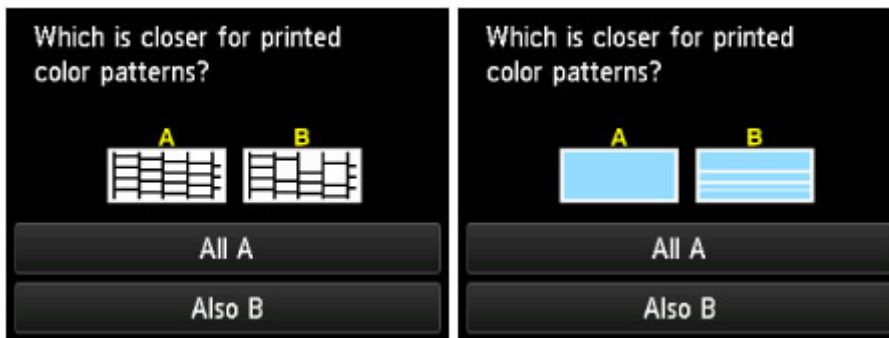 Which is closer for printed
color patterns?
A B
All A
Also B
Which is closer for printed
color patterns?
A B
All A
Also B